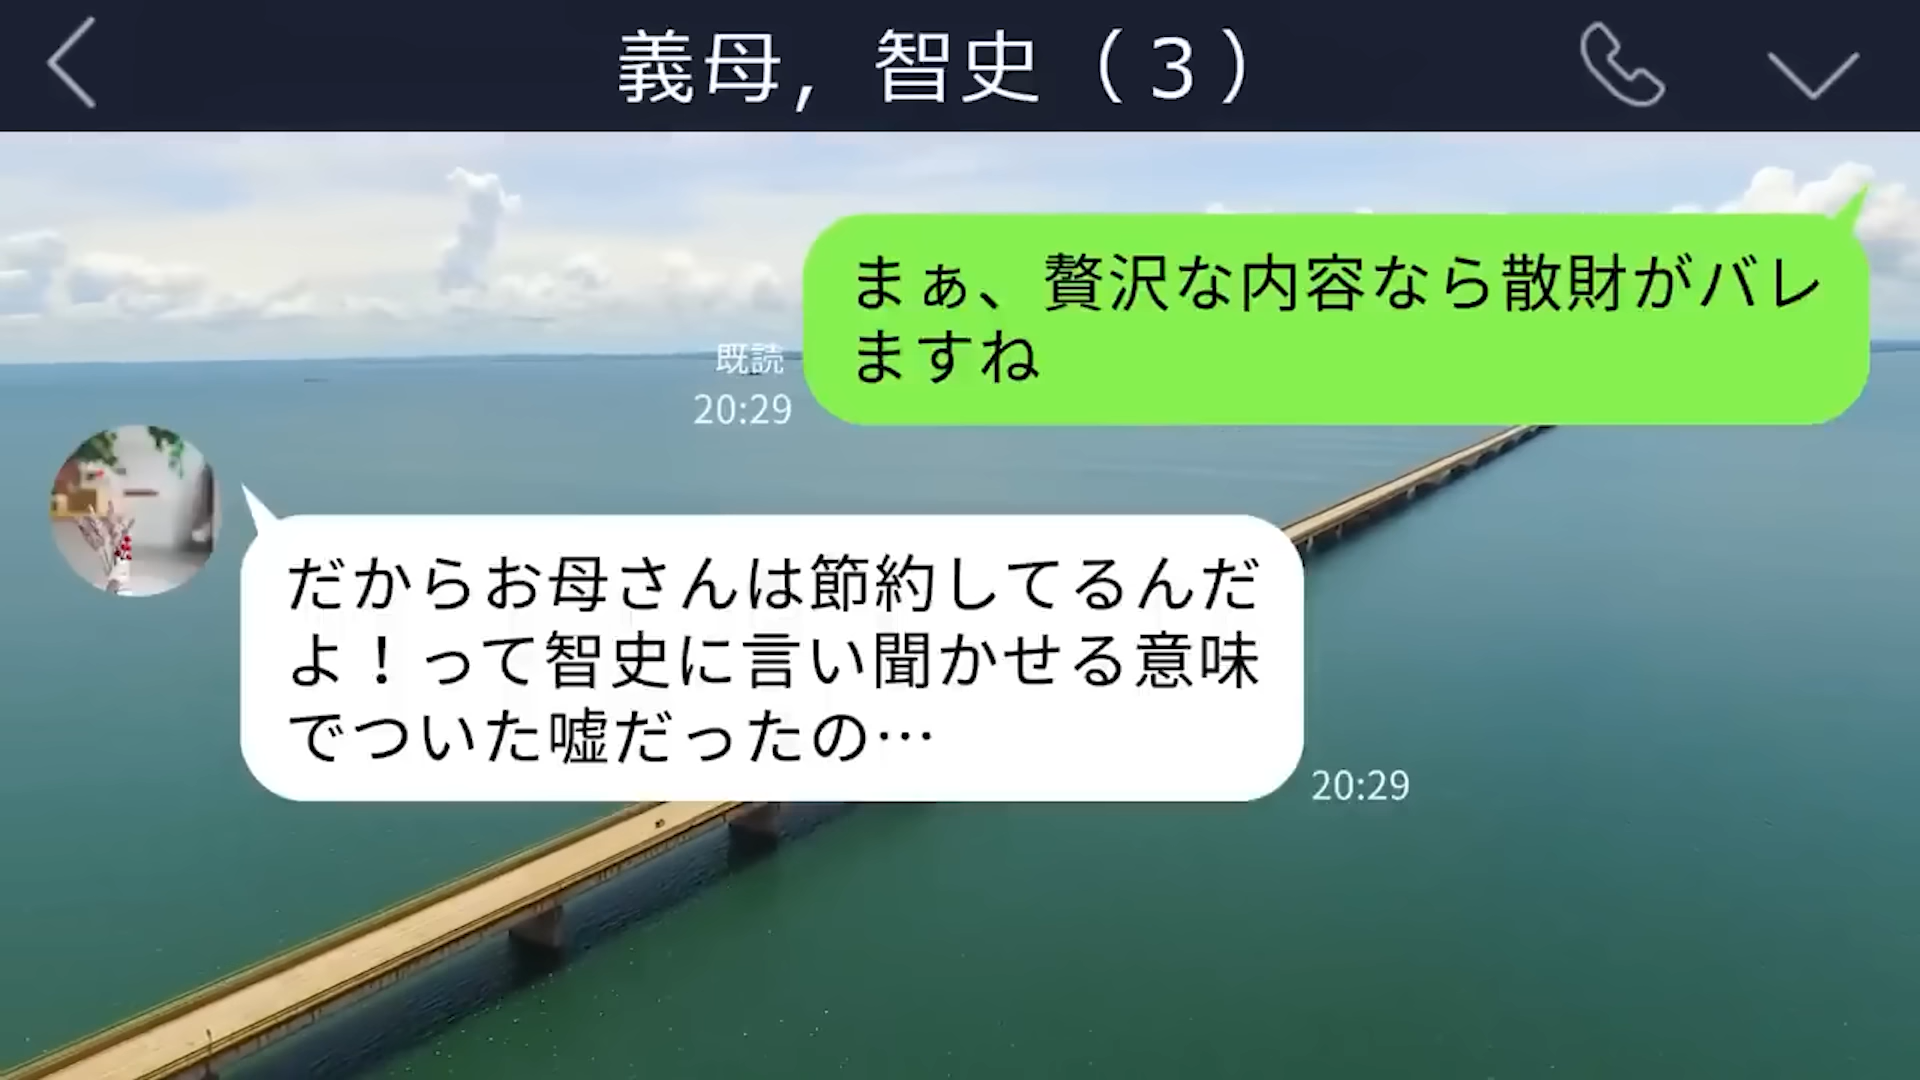 義母, 智史（３）
まぁ、贅沢な内容なら散財がバレ
ますね
既読
20:29
だからお母さんは節約してるんだ
よ！って智史に言い聞かせる意味
でついた嘘だったの…
20:29